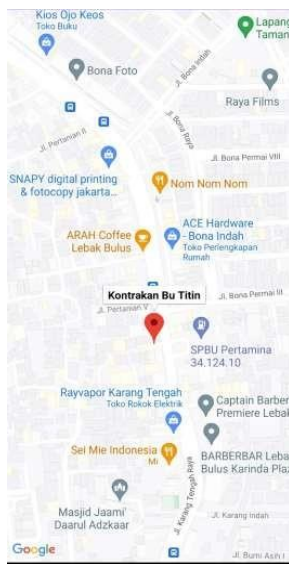 Kios Ojo Keos
Toko Buku
Lapang
Taman
Jl. Bona Indah
Bona Foto
Raya Films
Jl. Pertanian II
Jl. Bona Raya
Jl. Bona Permai VIII
SNAPY digital printing
& fotocopy jakarta...
Nom Nom Nom
ARAH Coffee
Lebak Bulus
ACE Hardware
- Bona Indah
Toko Perlengkapan
Rumah
Kontrakan Bu Titin
Jl. Bona Permai III
Jl. Pertanian V
SPBU Pertamina
34.124.10
Rayvapor Karang Tengah
Toko Rokok Elektrik
Captain Barber
Premiere Lebak
Sei Mie Indonesia
Mi
BARBERBAR Leba
Bulus Karinda Plaz
Jl. Karang Tengah Raya
Masjid Jaami'
Daarul Adzkaar
Jl. Karang Indah
Google
Jl. Bumi Asih I